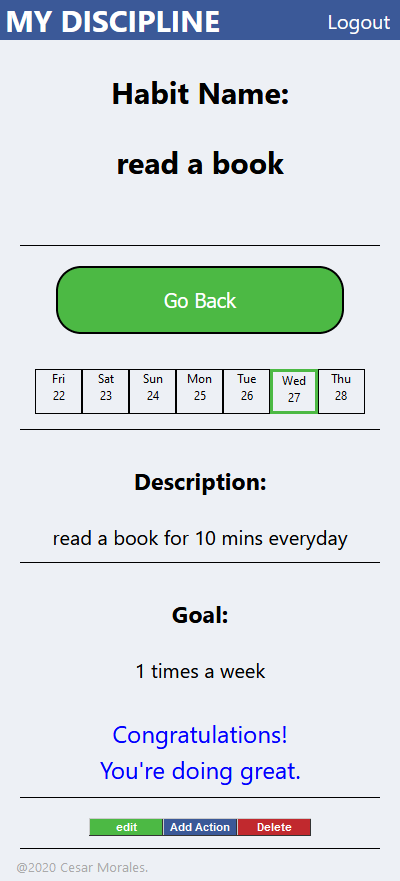 MY DISCIPLINE Logout
Habit Name:
read a book
Go Back
Fri Sat Sun Mon Tue Wed Thu
22 23 24 25 26 27 28
Description:
read a book for 10 mins everyday
Goal:
1 times a week
Congratulations!
You're doing great.
edit Add Action Delete
@2020 Cesar Morales.